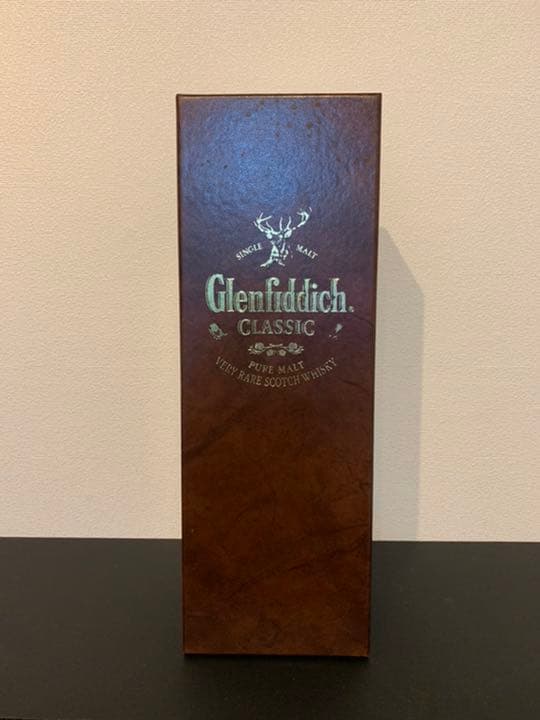 SINGLE MALT
Glenfiddich®
CLASSIC
PURE MALT
VERY RARE SCOTCH WHISKY